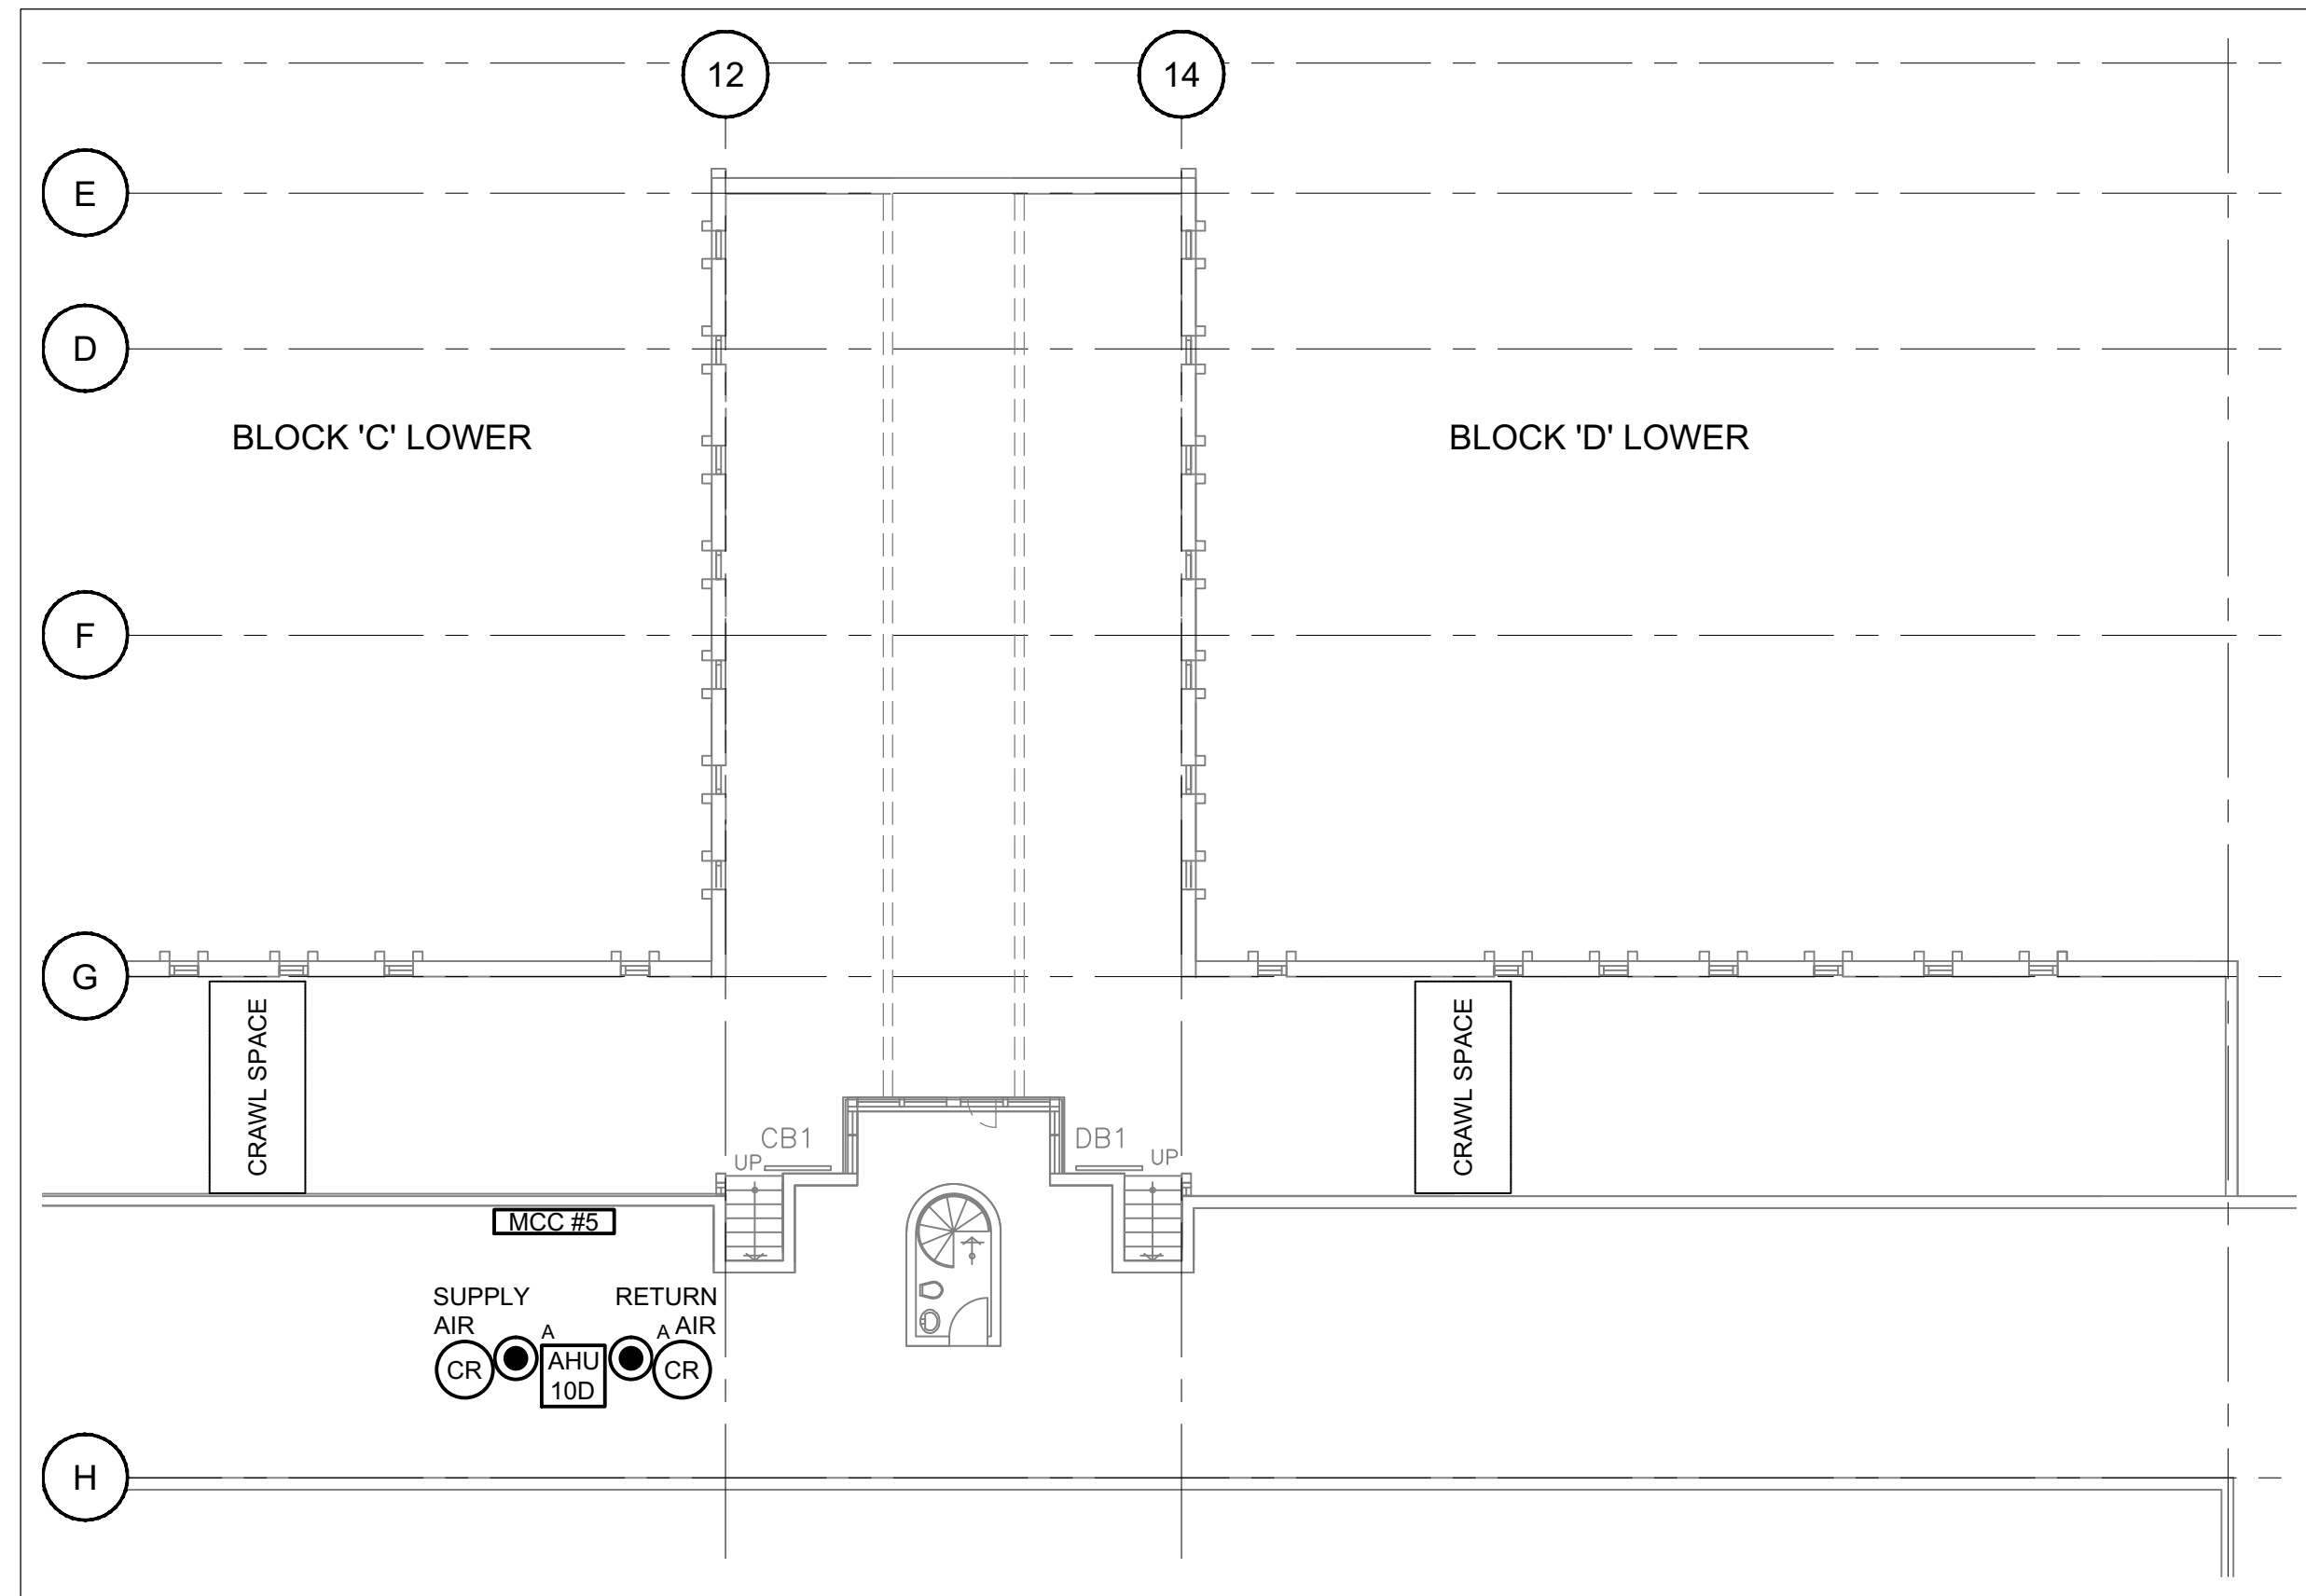 12
14
E
D
BLOCK 'C' LOWER
BLOCK 'D' LOWER
F
G
CRAWL SPACE
CRAWL SPACE
CB1
DB1
UP
UP
MCC #5
SUPPLY
AIR
RETURN
AIR
A
A
CR
AHU
10D
CR
H